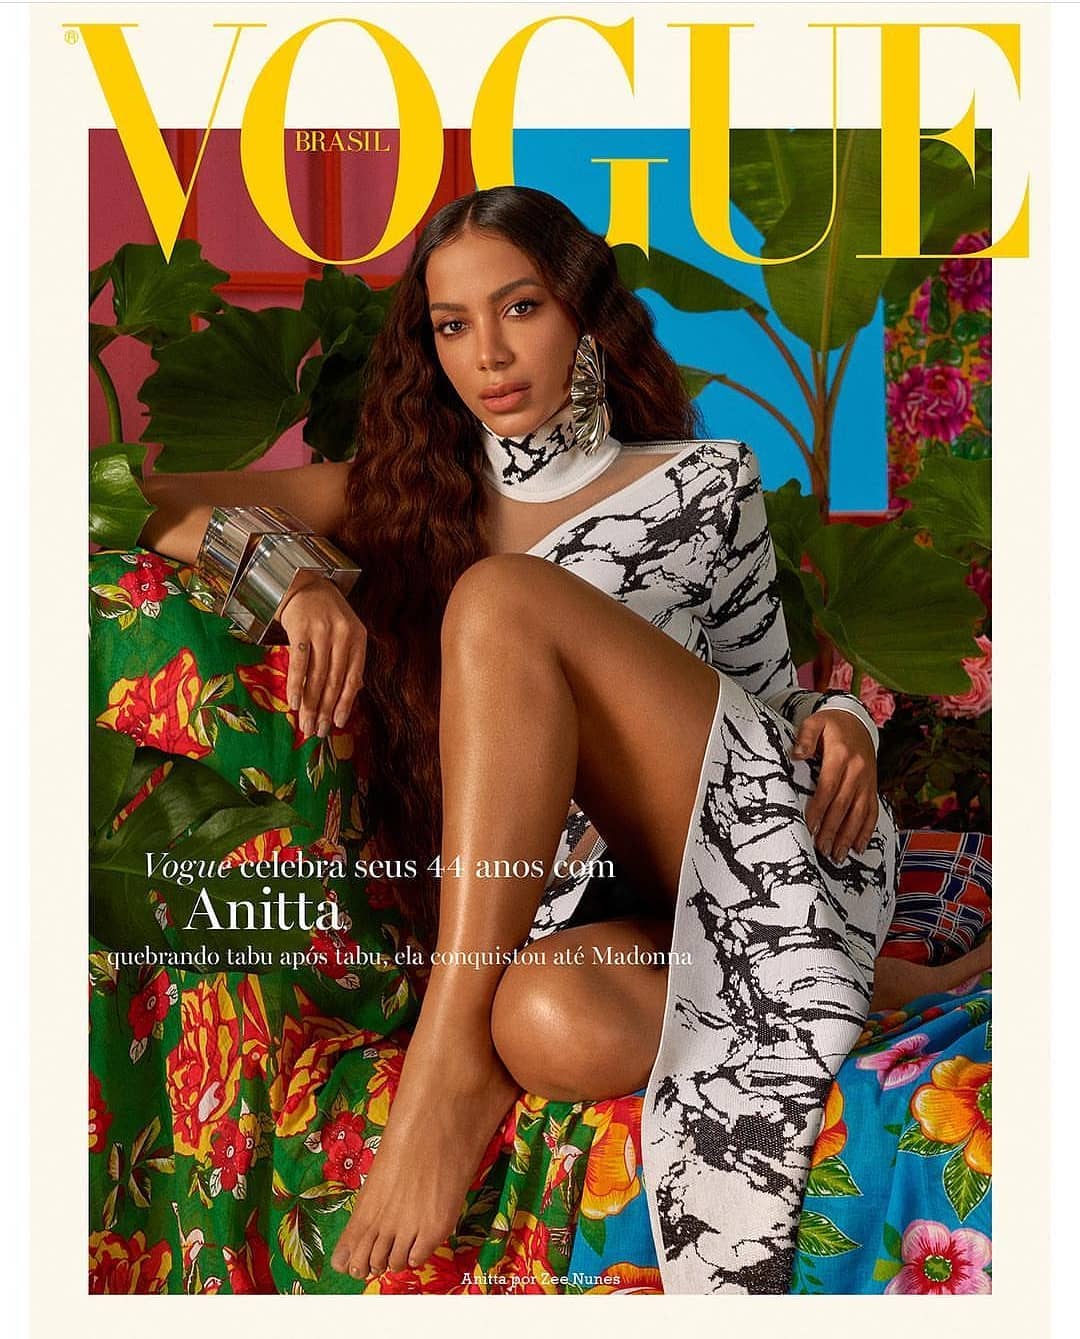 VOGUE
BRASIL
Vogue celebra seus 44 anos com
Anitta
quebrando tabu após tabu, ela conquistou até Madonna
Anitta por Zee Nunes